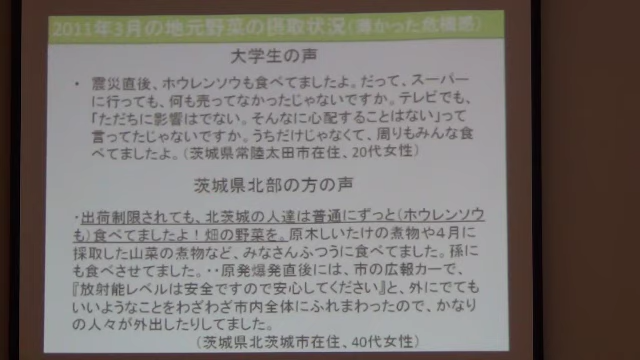 2011年3月の地元野菜の摂取状況(薄かった危機感)
大学生の声
・ 震災直後、ホウレンソウも食べてましたよ。だって、スーパー
に行っても、何も売ってなかったじゃないですか。テレビでも、
「ただちに影響はでない。そんなに心配することはない」って
言ってたじゃないですか。うちだけじゃなくて、周りもみんな食
べてましたよ。(茨城県常陸太田市在住、20代女性)
茨城県北部の方の声
・出荷制限されても、北茨城の人達は普通にずっと(ホウレンソウ
も)食べてましたよ！畑の野菜を。原木しいたけの煮物や4月に
採取した山菜の煮物など、みなさんふつうに食べてました。孫に
も食べさせてました。・・原発爆発直後には、市の広報カーで、
『放射能レベルは安全ですので安心してください』と、外にでても
いいようなことをわざわざ市内全体にふれまわったので、かなり
の人々が外出したりしてました。
(茨城県北茨城市在住、40代女性)